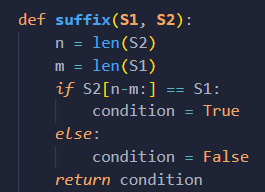 def suffix(S1, S2):
    n = len(S2)
    m = len(S1)
    if S2[n-m:] == S1:
        condition = True
    else:
        condition = False
    return condition